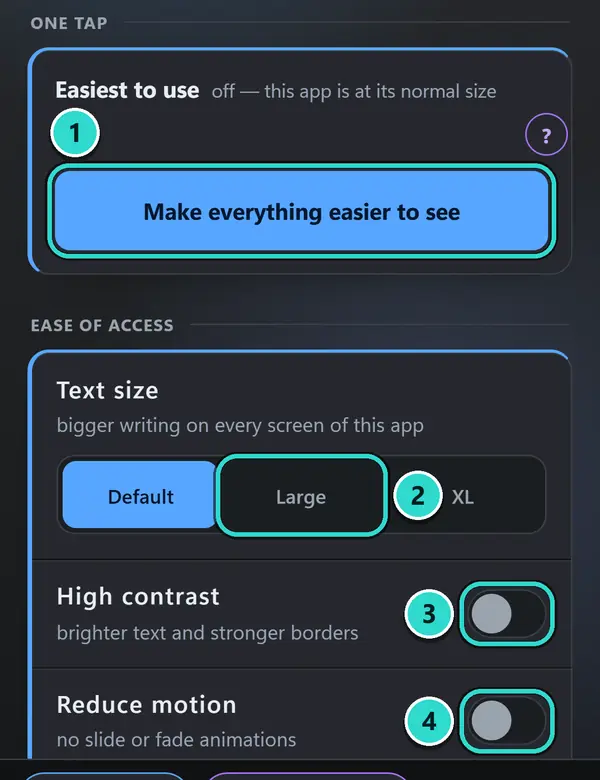 ONE TAP
Easiest to use off — this app is at its normal size
1
?
Make everything easier to see
EASE OF ACCESS
Text size
bigger writing on every screen of this app
Default Large 2 XL
High contrast
3
brighter text and stronger borders
Reduce motion
4
no slide or fade animations